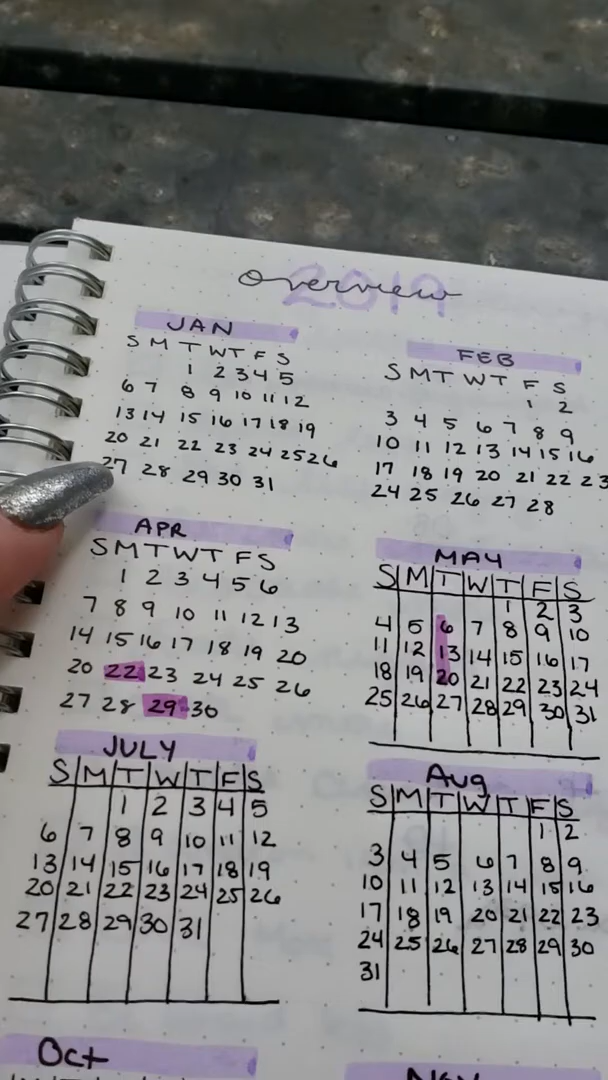 2019
overview
JAN
S M T W T F S
1 2 3 4 5
6 7 8 9 10 11 12
13 14 15 16 17 18 19
20 21 22 23 24 25 26
27 28 29 30 31
FEB
S M T W T F S
1 2
3 4 5 6 7 8 9
10 11 12 13 14 15 16
17 18 19 20 21 22 23
24 25 26 27 28
APR
S M T W T F S
1 2 3 4 5 6
7 8 9 10 11 12 13
14 15 16 17 18 19 20
20 22 23 24 25 26
27 28 29 30
MAY
S M T W T F S
1 2 3
4 5 6 7 8 9 10
11 12 13 14 15 16 17
18 19 20 21 22 23 24
25 26 27 28 29 30 31
JULY
S M T W T F S
1 2 3 4 5
6 7 8 9 10 11 12
13 14 15 16 17 18 19
20 21 22 23 24 25 26
27 28 29 30 31
Aug
S M T W T F S
1 2
3 4 5 6 7 8 9
10 11 12 13 14 15 16
17 18 19 20 21 22 23
24 25 26 27 28 29 30
31
Oct